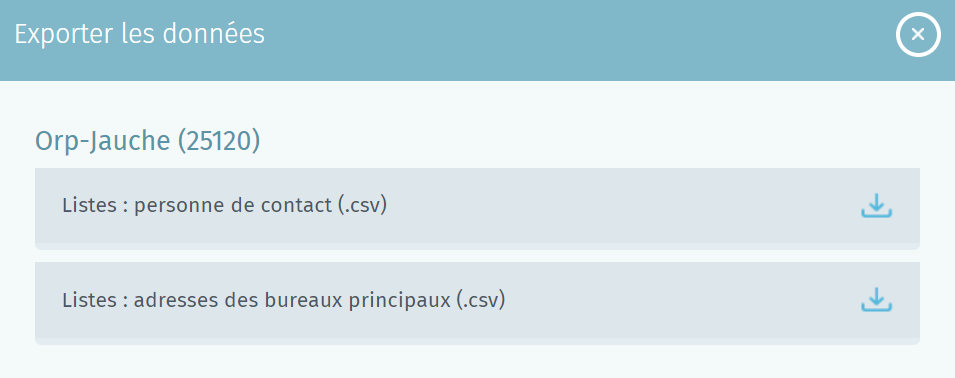 Exporter les données
Orp-Jauche (25120)
Listes : personne de contact (.csv)
Listes : adresses des bureaux principaux (.csv)